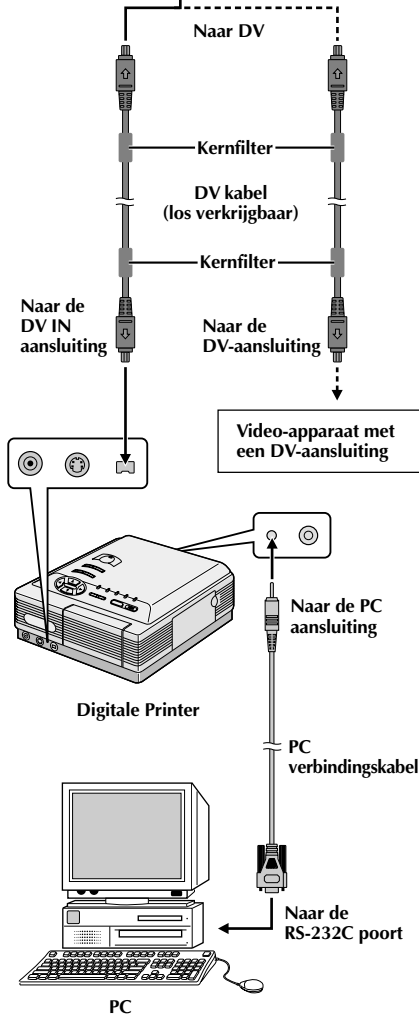 Naar DV
Kernfilter
DV kabel
(los verkrijgbaar)
Kernfilter
Naar de
DV IN
aansluiting
Naar de
DV-aansluiting
Video-apparaat met
een DV-aansluiting
Naar de PC
aansluiting
Digitale Printer
PC
verbindingskabel
Naar de
RS-232C poort
PC